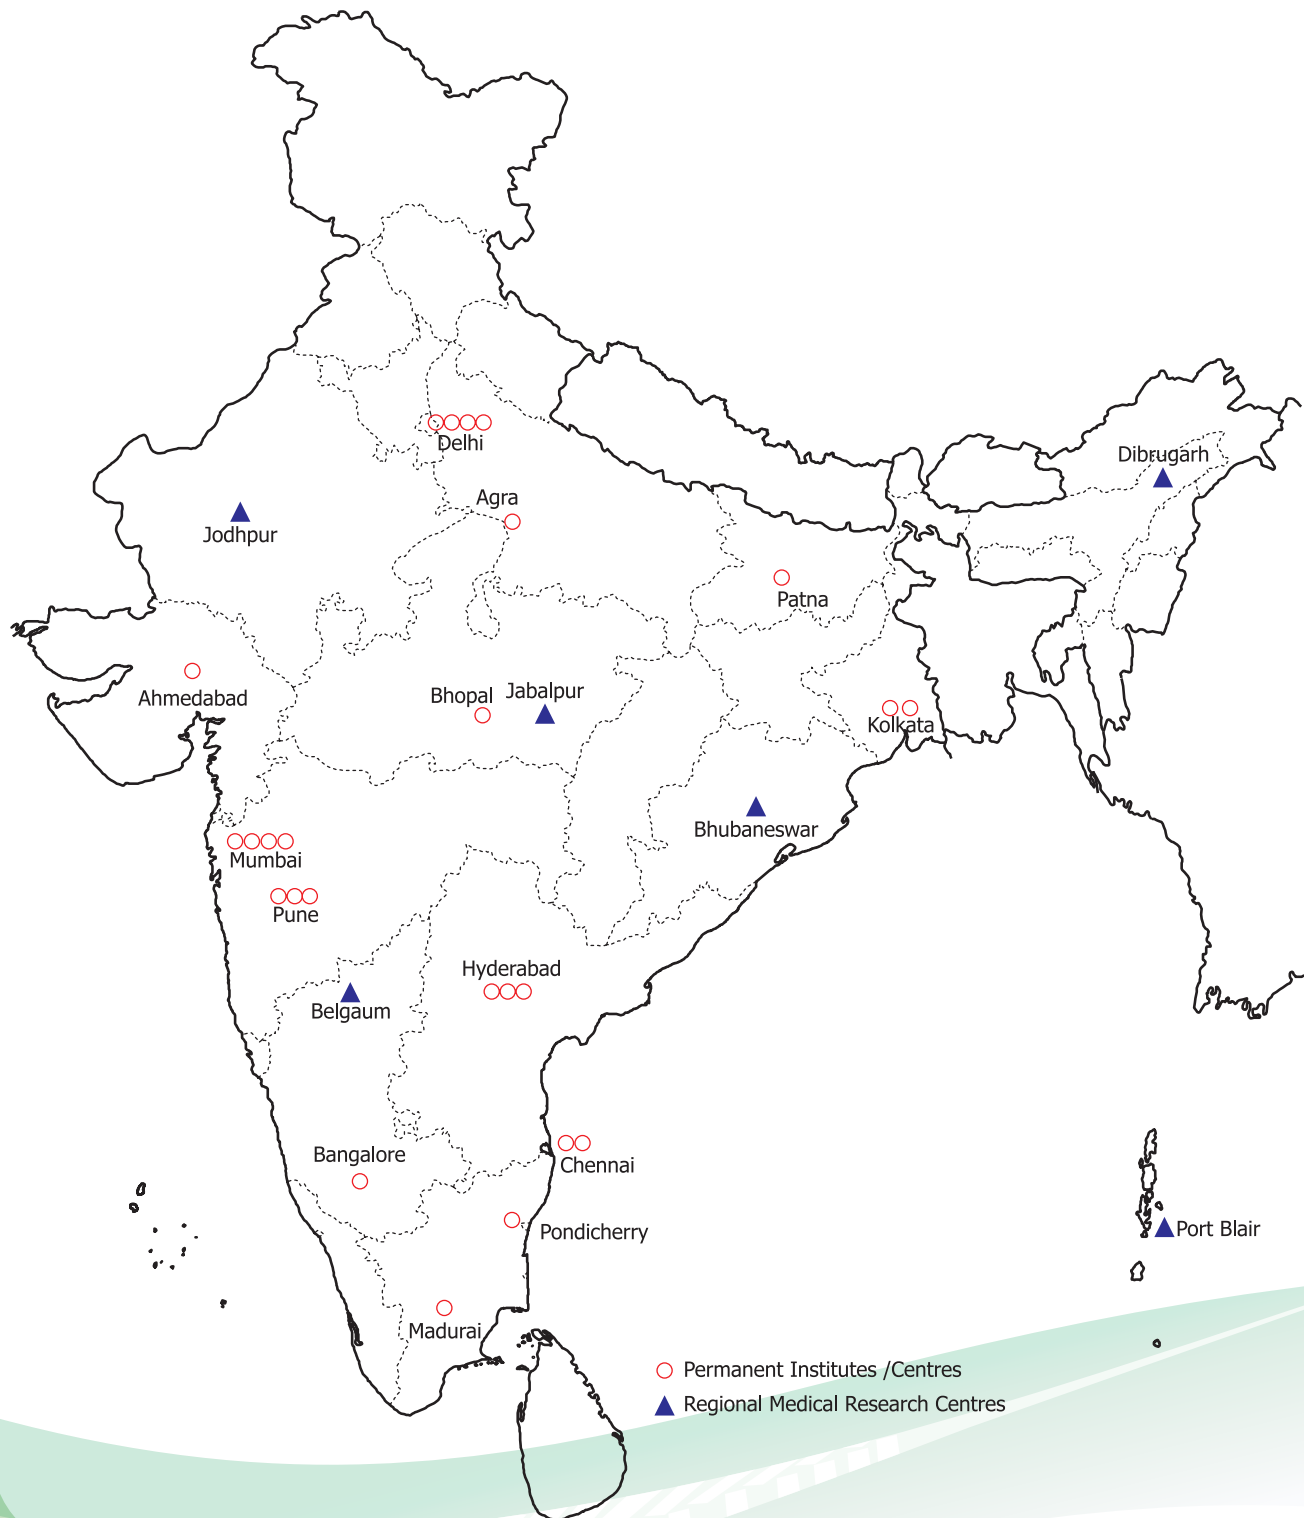 Delhi
Dibrugarh
Agra
Jodhpur
Patna
Ahmedabad
Bhopal
Jabalpur
Kolkata
Bhubaneswar
Mumbai
Pune
Hyderabad
Belgaum
Bangalore
Chennai
Pondicherry
Port Blair
Madurai
Permanent Institutes /Centres
Regional Medical Research Centres